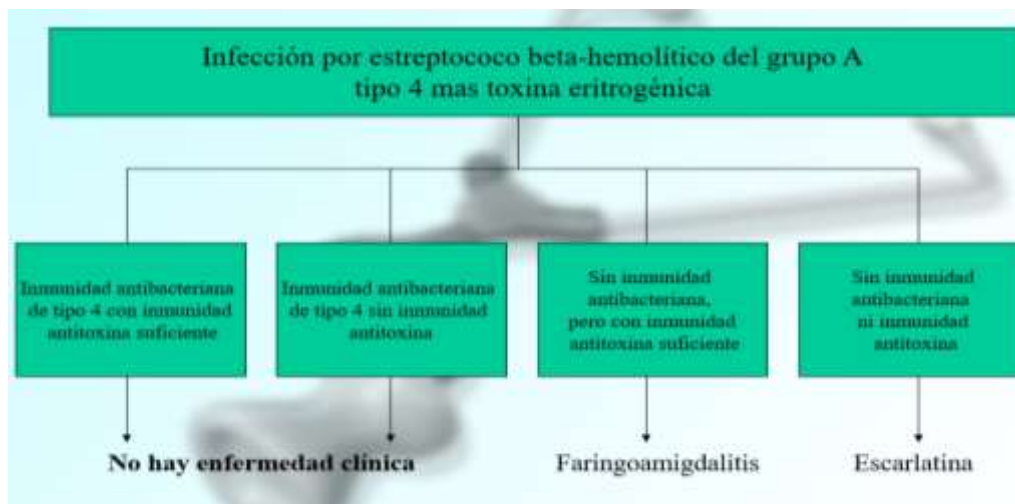 Infección por estreptococo beta-hemolítico del grupo A
tipo 4 mas toxina eritrogénica
Inmunidad antibacteriana
de tipo 4 con inmunidad
antitoxina suficiente
Inmunidad antibacteriana
de tipo 4 sin inmunidad
antitoxina
Sin inmunidad
antibacteriana,
pero con inmunidad
antitoxina suficiente
Sin inmunidad
antibacteriana
ni inmunidad
antitoxina
No hay enfermedad clínica
Faringoamigdalitis
Escarlatina